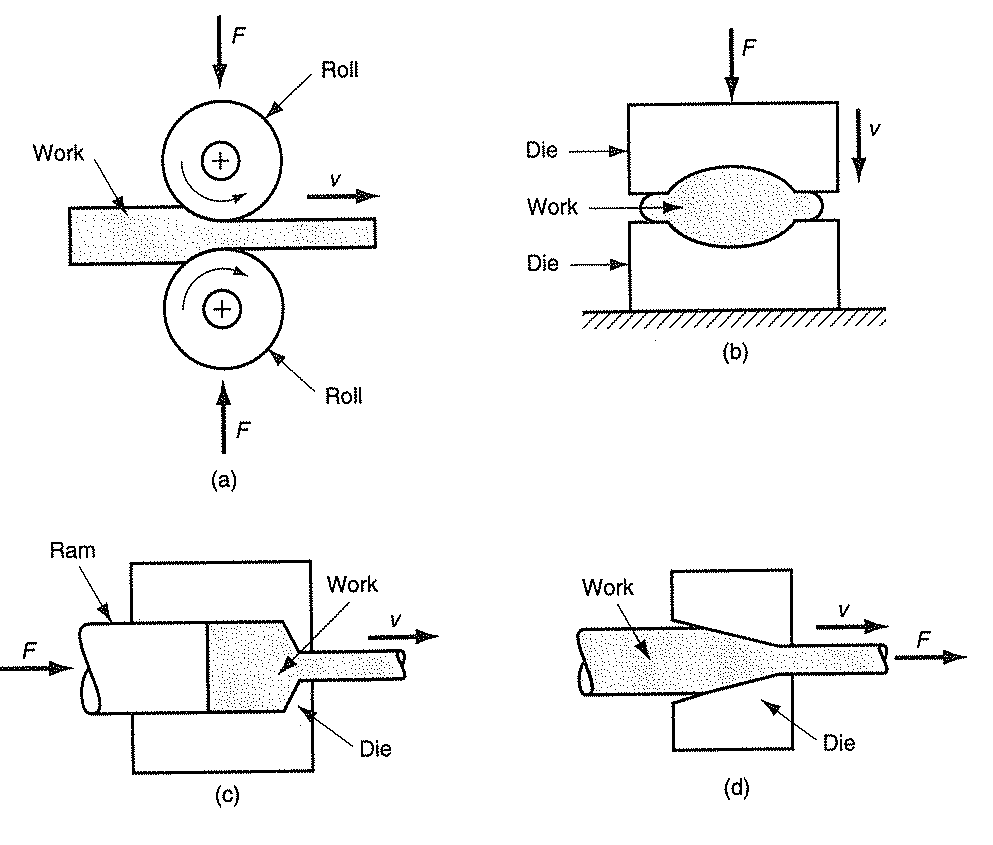 F
Roll
Work
v
Roll
F
(a)
F
v
Die
Work
Die
(b)
Ram
Work
v
F
Die
(c)
Work
v
F
Die
(d)